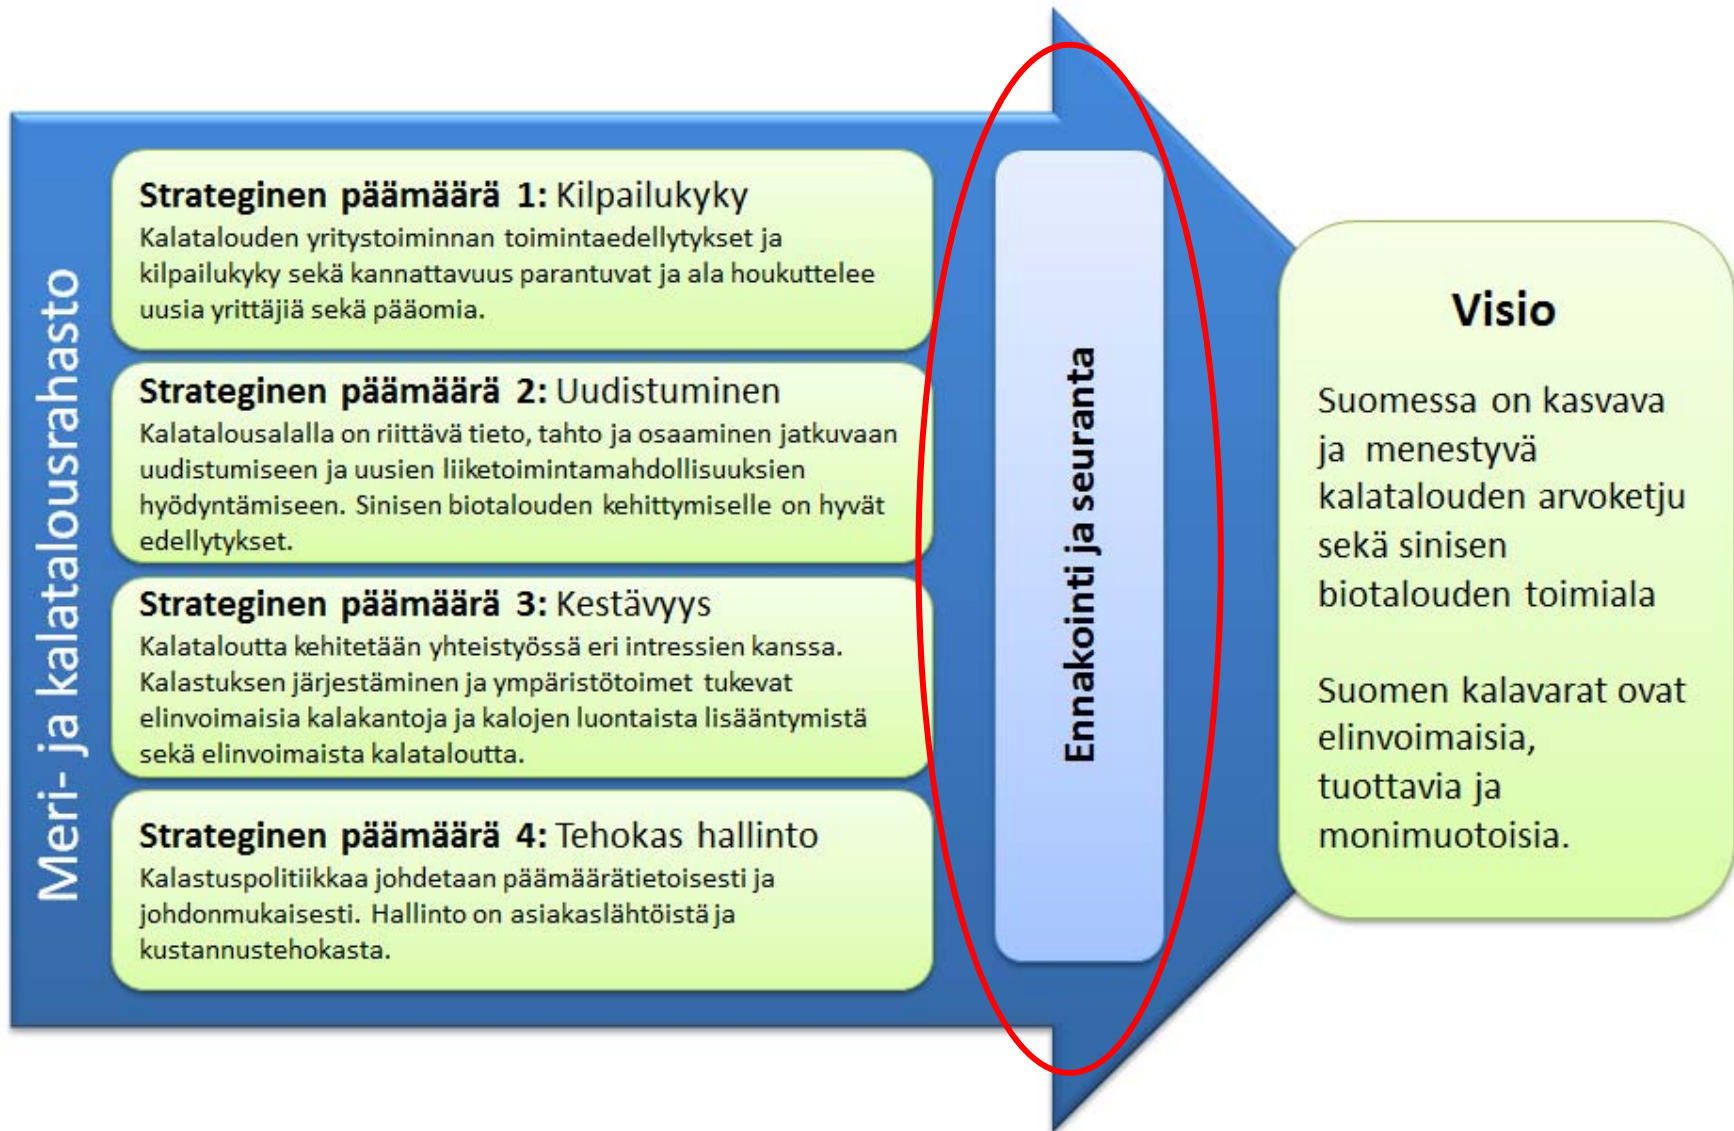 Meri- ja kalatalousrahasto
Strateginen päämäärä 1: Kilpailukyky
Kalatalouden yritystoiminnan toimintaedellytykset ja
kilpailukyky sekä kannattavuus parantuvat ja ala houkuttelee
uusia yrittäjiä sekä pääomia.
Strateginen päämäärä 2: Uudistuminen
Kalatalousalalla on riittävä tieto, tahto ja osaaminen jatkuvaan
uudistumiseen ja uusien liiketoimintamahdollisuuksien
hyödyntämiseen. Sinisen biotalouden kehittymiselle on hyvät
edellytykset.
Strateginen päämäärä 3: Kestävyys
Kalataloutta kehitetään yhteistyössä eri intressien kanssa.
Kalastuksen järjestäminen ja ympäristötoimet tukevat
elinvoimaisia kalakantoja ja kalojen luontaista lisääntymistä
sekä elinvoimaista kalataloutta.
Strateginen päämäärä 4: Tehokas hallinto
Kalastuspolitiikkaa johdetaan päämäärätietoisesti ja
johdonmukaisesti. Hallinto on asiakaslähtöistä ja
kustannustehokasta.
Ennakointi ja seuranta
Visio
Suomessa on kasvava
ja menestyvä
kalatalouden arvoketju
sekä sinisen
biotalouden toimiala
Suomen kalavarat ovat
elinvoimaisia,
tuottavia ja
monimuotoisia.